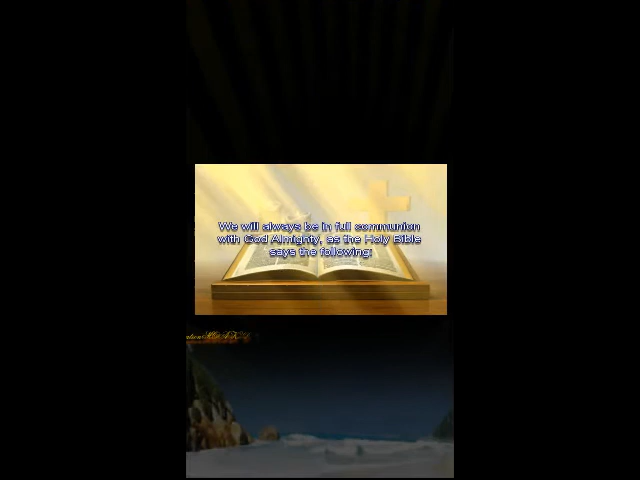 We will always be in full communion
with God Almighty, as the Holy Bible
says the following: